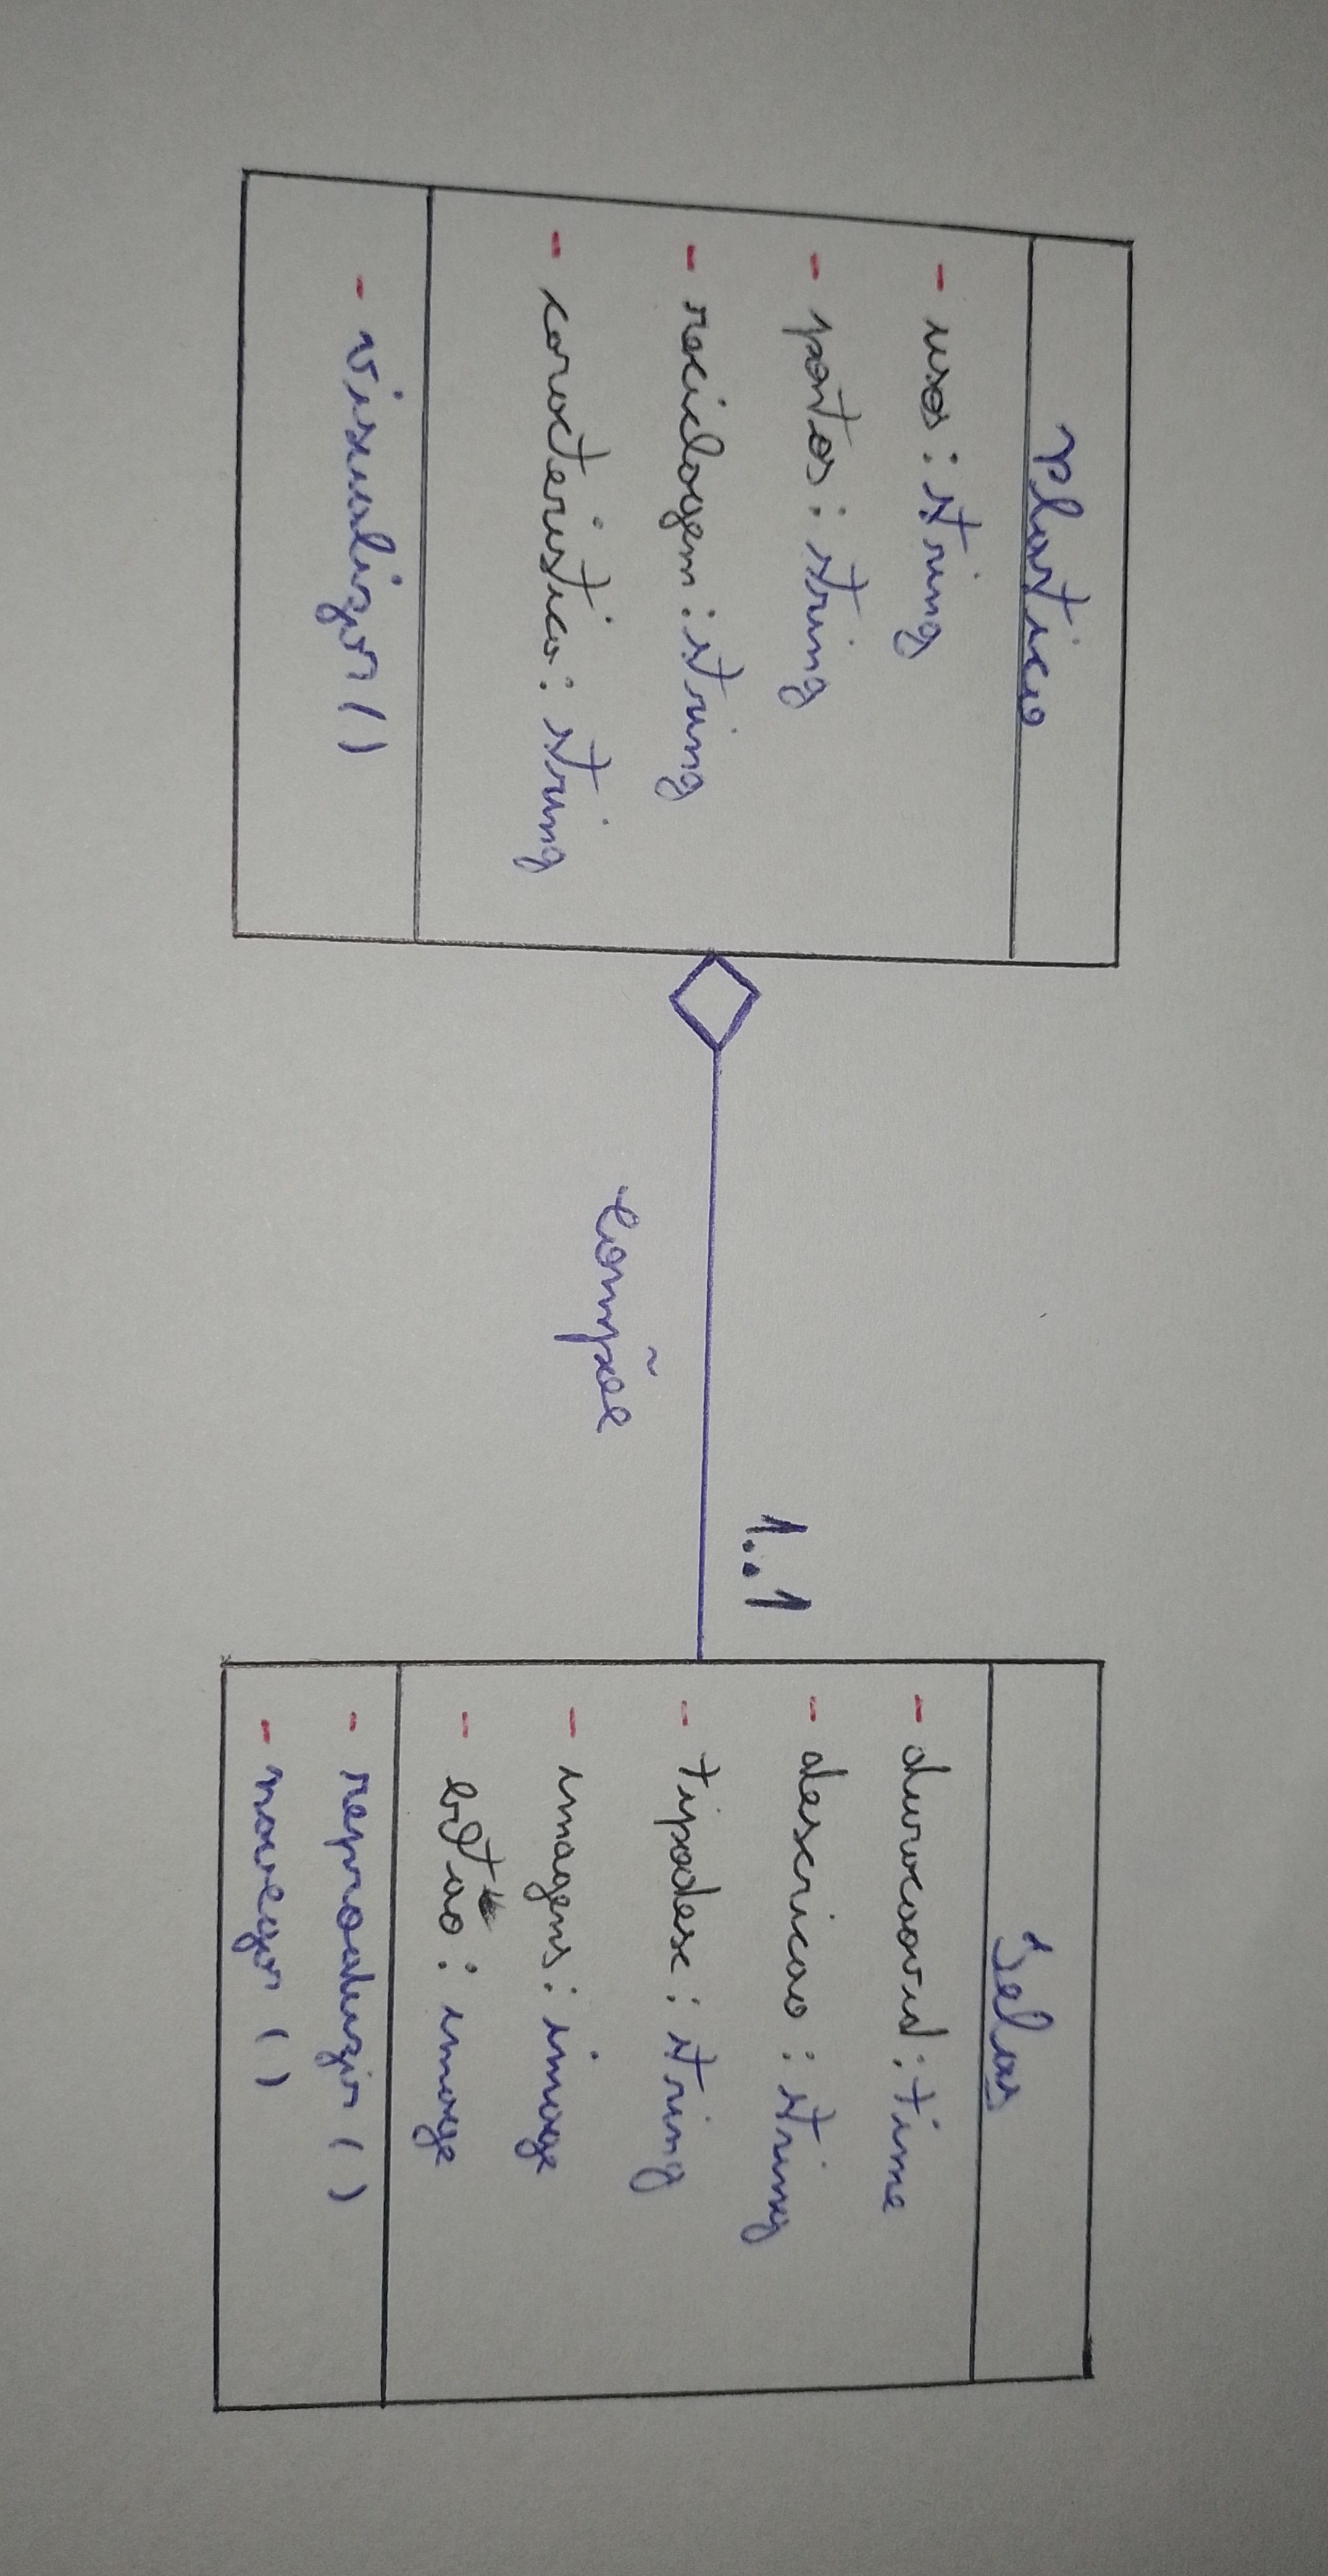 Plastico
- usos: string
- pontos: string
- reciclagem: string
- caracteristica: string
- visualizar ()
compõe
1..1
Telas
- duracaovid: time
- descricao: string
- tipodesc: string
- imagens: image
- botão: image
- reproduzir ()
- navegar ()